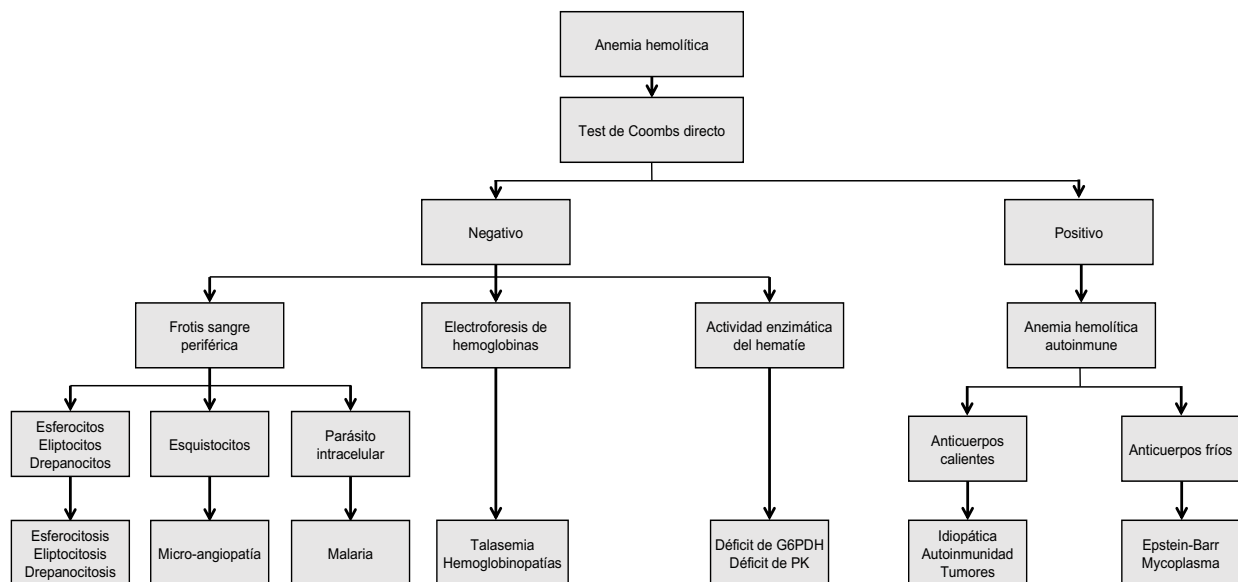 Anemia hemolítica
Test de Coombs directo
Negativo
Positivo
Frotis sangre
periférica
Electroforesis de
hemoglobinas
Actividad enzimática
del hematíe
Anemia hemolítica
autoinmune
Esferocitos
Eliptocitos
Drepanocitos
Esquistocitos
Parásito
intracelular
Anticuerpos
calientes
Anticuerpos fríos
Esferocitosis
Eliptocitosis
Drepanocitosis
Micro-angiopatía
Malaria
Talasemia
Hemoglobinopatías
Déficit de G6PDH
Déficit de PK
Idiopática
Autoinmunidad
Tumores
Epstein-Barr
Mycoplasma